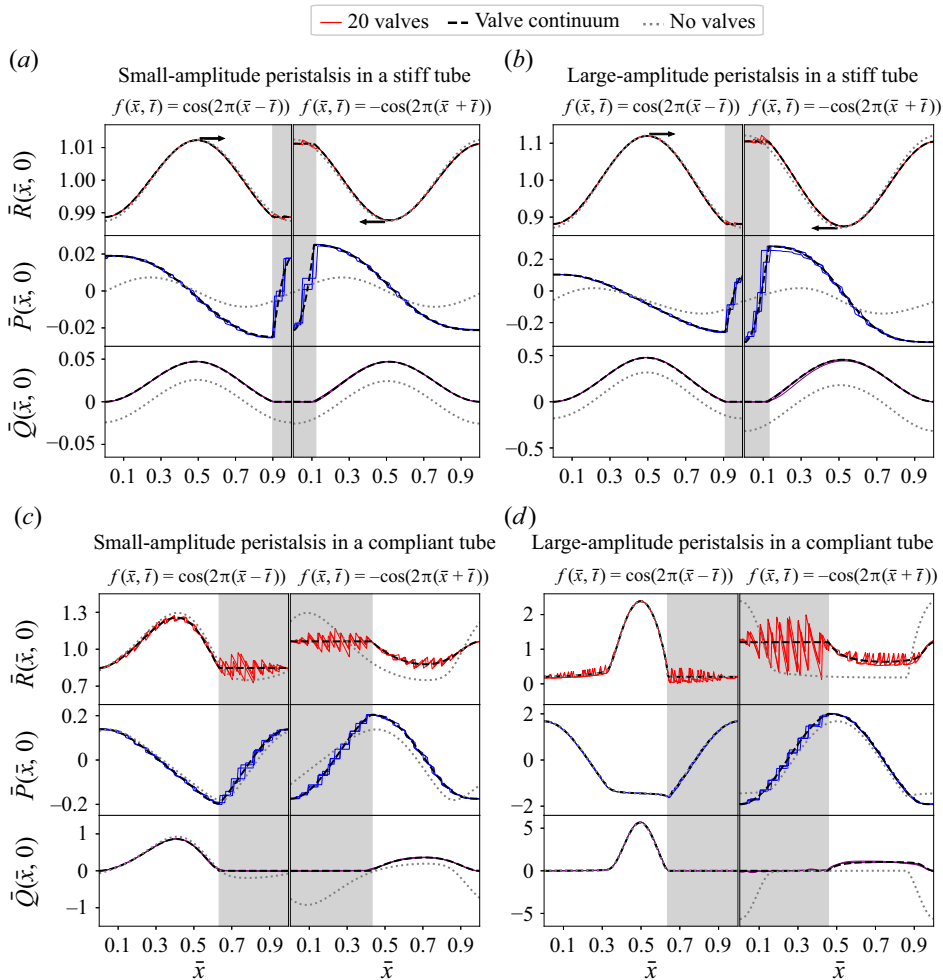 20 valves Valve continuum No valves
(a) (b)
Small-amplitude peristalsis in a stiff tube Large-amplitude peristalsis in a stiff tube
f(x̄, t̄) = cos(2π(x̄ − t̄)) f(x̄, t̄) = −cos(2π(x̄ + t̄)) f(x̄, t̄) = cos(2π(x̄ − t̄)) f(x̄, t̄) = −cos(2π(x̄ + t̄))
R̄(x̄, 0)
1.01
1.00
0.99
1.1
1.0
0.9
P̄(x̄, 0)
0.02
0
−0.02
0.2
0
−0.2
Q̄(x̄, 0)
0.05
0
−0.05
0.5
0
−0.5
0.1 0.3 0.5 0.7 0.9 0.1 0.3 0.5 0.7 0.9 0.1 0.3 0.5 0.7 0.9 0.1 0.3 0.5 0.7 0.9
(c) (d)
Small-amplitude peristalsis in a compliant tube Large-amplitude peristalsis in a compliant tube
f(x̄, t̄) = cos(2π(x̄ − t̄)) f(x̄, t̄) = −cos(2π(x̄ + t̄)) f(x̄, t̄) = cos(2π(x̄ − t̄)) f(x̄, t̄) = −cos(2π(x̄ + t̄))
R̄(x̄, 0)
1.3
1.0
0.7
2
1
0
P̄(x̄, 0)
0.2
0
−0.2
2
0
−2
Q̄(x̄, 0)
1
0
−1
5
0
−5
0.1 0.3 0.5 0.7 0.9 0.1 0.3 0.5 0.7 0.9 0.1 0.3 0.5 0.7 0.9 0.1 0.3 0.5 0.7 0.9
x̄ x̄ x̄ x̄